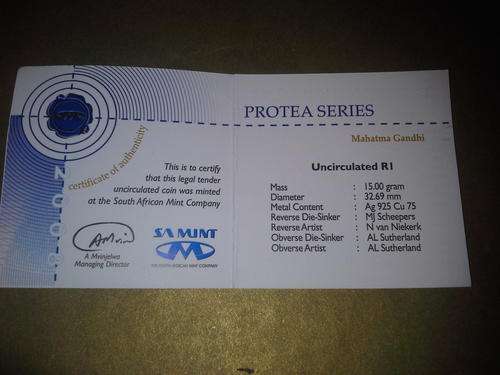 2008
certificate of authenticity
This is to certify
that this legal tender
uncirculated coin was minted
at the South African Mint Company
A Mninjelwa
Managing Director
SA MINT
THE SOUTH AFRICAN MINT COMPANY
PROTEA SERIES
Mahatma Gandhi
Uncirculated R1
Mass : 15.00 gram
Diameter : 32.69 mm
Metal Content : Ag 925 Cu 75
Reverse Die-Sinker : MJ Scheepers
Reverse Artist : N van Niekerk
Obverse Die-Sinker : AL Sutherland
Obverse Artist : AL Sutherland